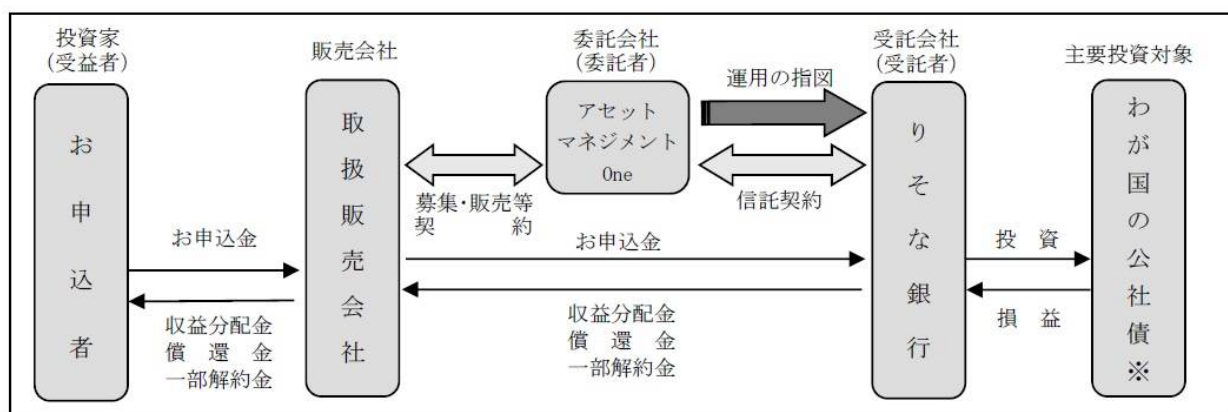 投資家
(受益者)
お申込者
お申込金
収益分配金
償還金
一部解約金
販売会社
取扱販売会社
募集・販売等
契約
委託会社
(委託者)
アセット
マネジメント
One
運用の指図
信託契約
お申込金
収益分配金
償還金
一部解約金
受託会社
(受託者)
りそな銀行
投資
損益
主要投資対象
わが国の公社債※